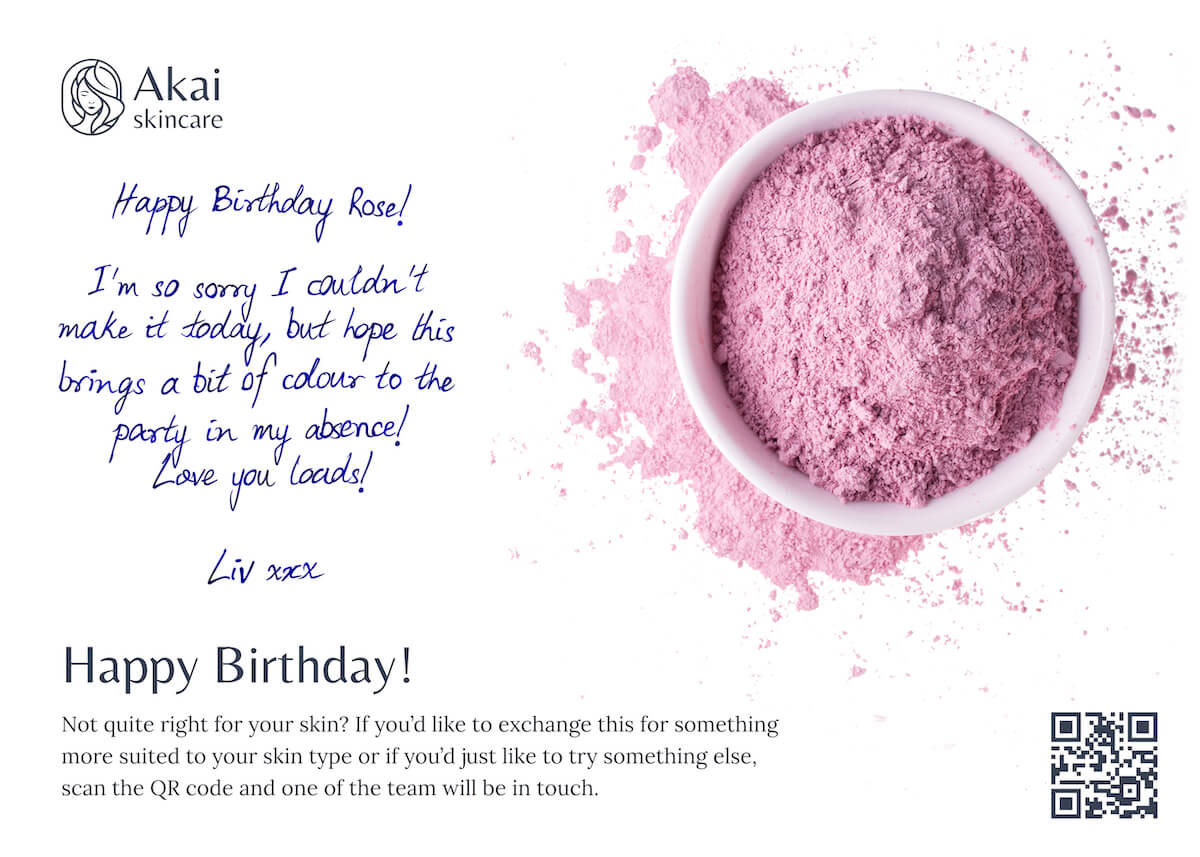 Akai
skincare
Happy Birthday Rose!
I'm so sorry I couldn't
make it today, but hope this
brings a bit of colour to the
party in my absence!
Love you loads!
Liv xxx
Happy Birthday!
Not quite right for your skin? If you’d like to exchange this for something
more suited to your skin type or if you’d just like to try something else,
scan the QR code and one of the team will be in touch.